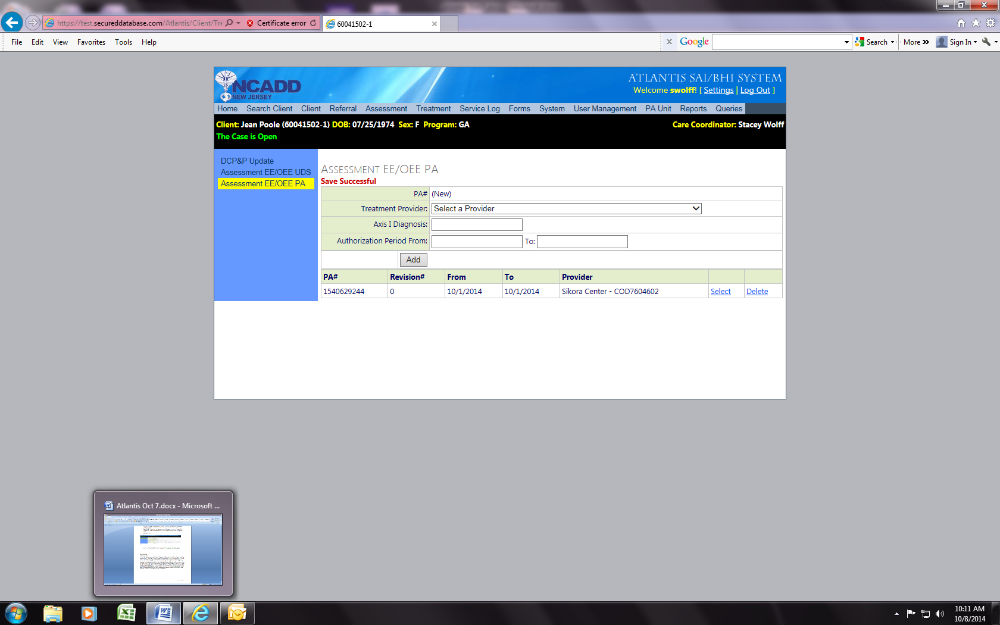 https://test.secureddatabase.com/Atlantis/Client/Tre Certificate error 60041502-1
File Edit View Favorites Tools Help x Google Search More » Sign In
NCADD
NEW JERSEY
ATLANTIS SAI/BHI SYSTEM
Welcome swolff! [ Settings | Log Out ]
Home Search Client Client Referral Assessment Treatment Service Log Forms System User Management PA Unit Reports Queries
Client: Jean Poole (60041502-1) DOB: 07/25/1974 Sex: F Program: GA Care Coordinator: Stacey Wolff
The Case is Open
DCP&P Update
Assessment EE/OEE UDS
Assessment EE/OEE PA
ASSESSMENT EE/OEE PA
Save Successful
PA# (New)
Treatment Provider: Select a Provider
Axis I Diagnosis:
Authorization Period From: To:
Add
PA# Revision# From To Provider
1540629244 0 10/1/2014 10/1/2014 Sikora Center - COD7604602 Select Delete
Atlantis Oct 7.docx - Microsoft ...
10:11 AM
10/8/2014